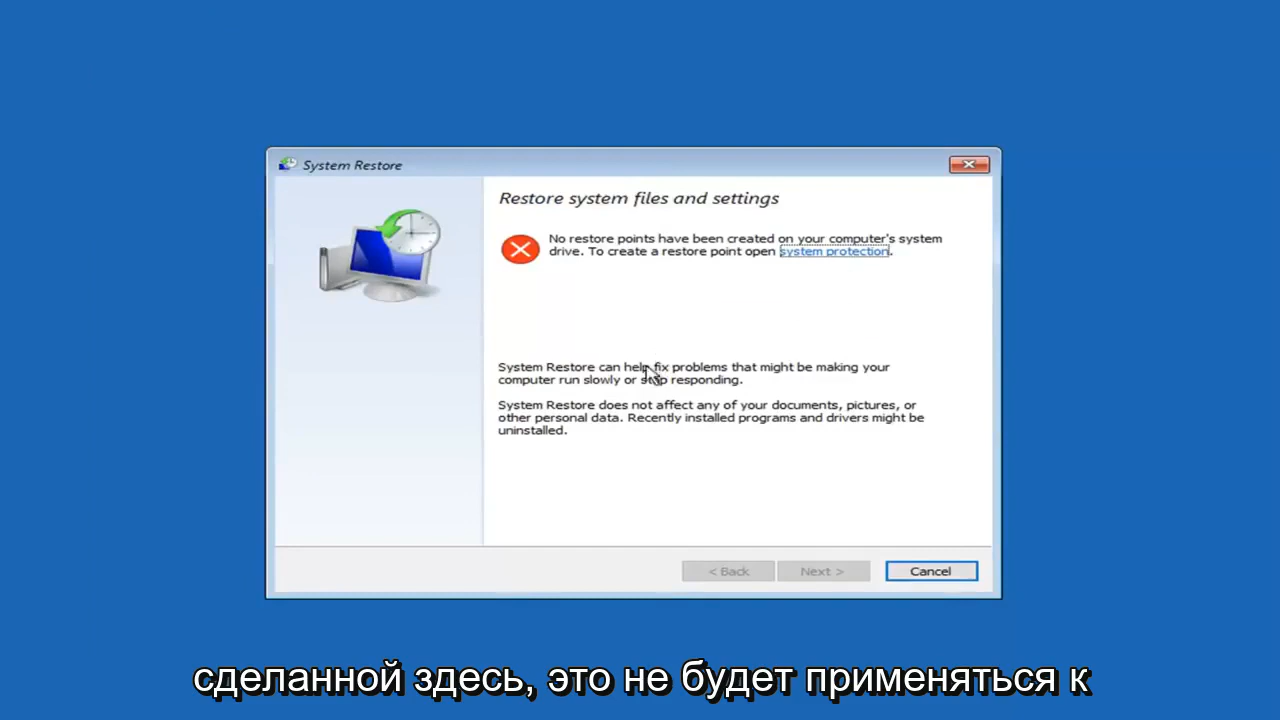 System Restore
Restore system files and settings
No restore points have been created on your computer's system
drive. To create a restore point open system protection.
System Restore can help fix problems that might be making your
computer run slowly or stop responding.
System Restore does not affect any of your documents, pictures, or
other personal data. Recently installed programs and drivers might be
uninstalled.
< Back Next > Cancel
сделанной здесь, это не будет применяться к